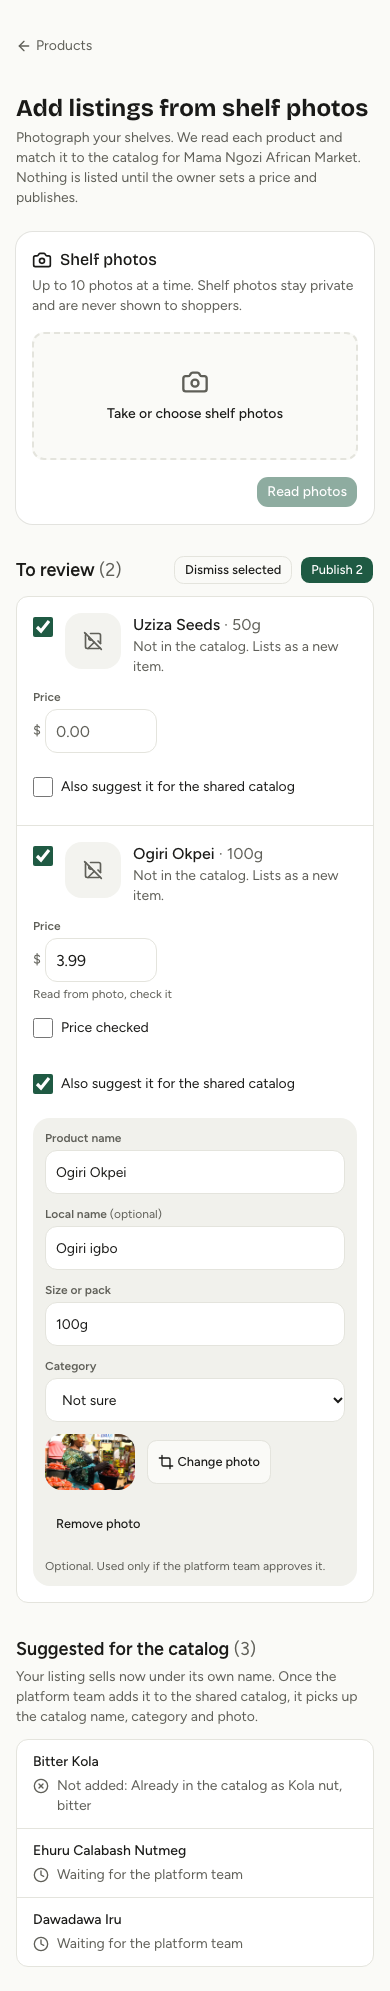 Products
Add listings from shelf photos
Photograph your shelves. We read each product and
match it to the catalog for Mama Ngozi African Market.
Nothing is listed until the owner sets a price and
publishes.
Shelf photos
Up to 10 photos at a time. Shelf photos stay private
and are never shown to shoppers.
Take or choose shelf photos
Read photos
To review (2)
Dismiss selected
Publish 2
Uziza Seeds · 50g
Not in the catalog. Lists as a new
item.
Price
$ 0.00
Also suggest it for the shared catalog
Ogiri Okpei · 100g
Not in the catalog. Lists as a new
item.
Price
$ 3.99
Read from photo, check it
Price checked
Also suggest it for the shared catalog
Product name
Ogiri Okpei
Local name (optional)
Ogiri igbo
Size or pack
100g
Category
Not sure
Change photo
Remove photo
Optional. Used only if the platform team approves it.
Suggested for the catalog (3)
Your listing sells now under its own name. Once the
platform team adds it to the shared catalog, it picks up
the catalog name, category and photo.
Bitter Kola
Not added: Already in the catalog as Kola nut,
bitter
Ehuru Calabash Nutmeg
Waiting for the platform team
Dawadawa Iru
Waiting for the platform team